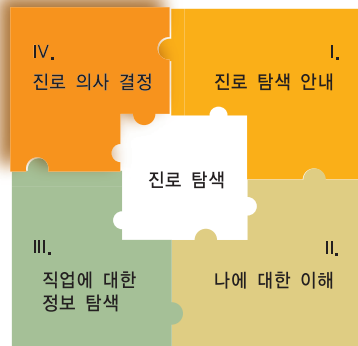 IV.
진로 의사 결정
I.
진로 탐색 안내
진로 탐색
III.
직업에 대한
정보 탐색
II.
나에 대한 이해